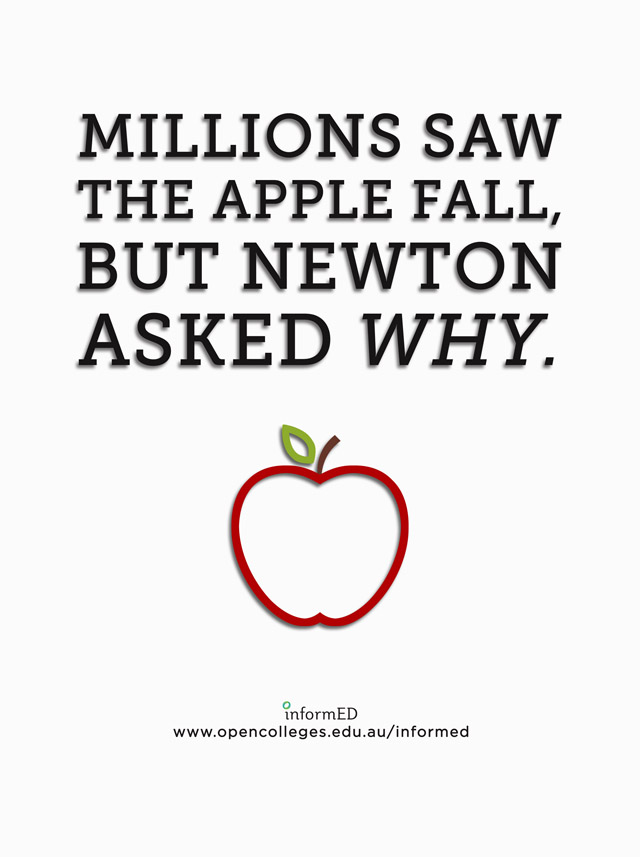 MILLIONS SAW
THE APPLE FALL,
BUT NEWTON
ASKED WHY.
informED
www.opencolleges.edu.au/informed